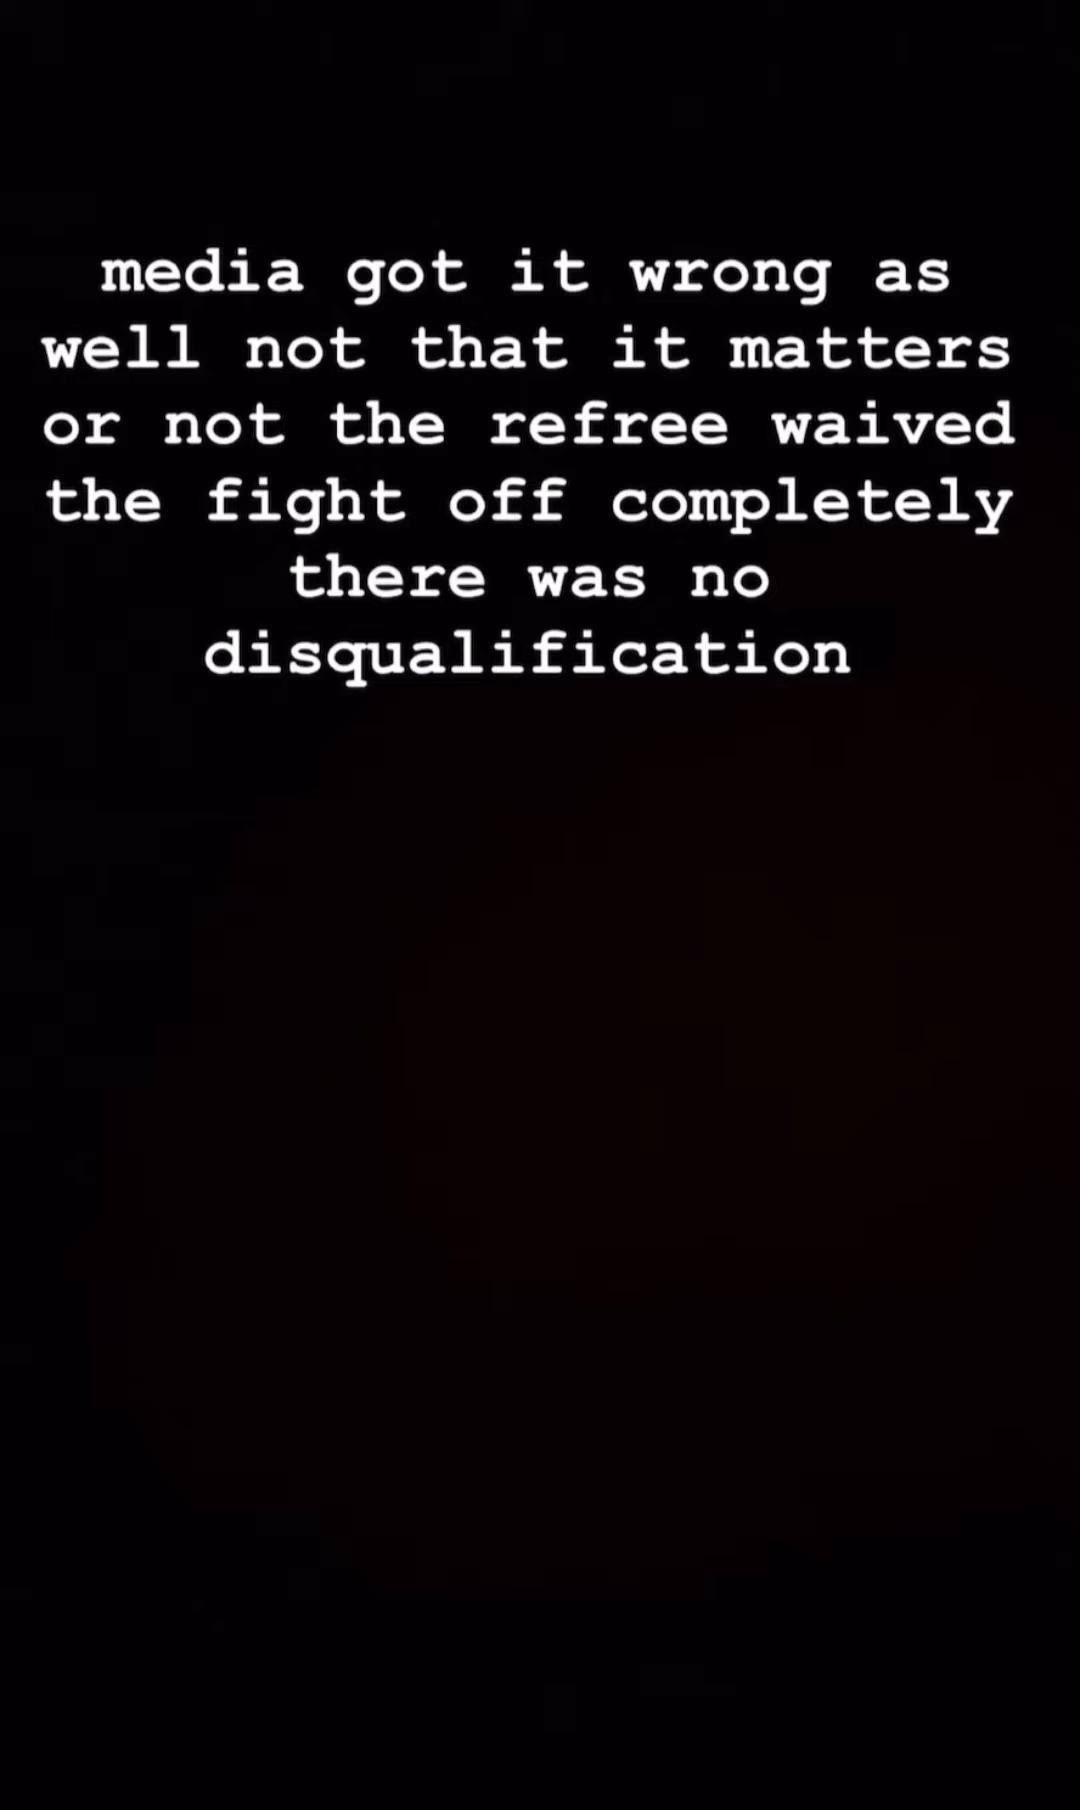 media got it wrong as
well not that it matters
or not the refree waived
the fight off completely
there was no
disqualification